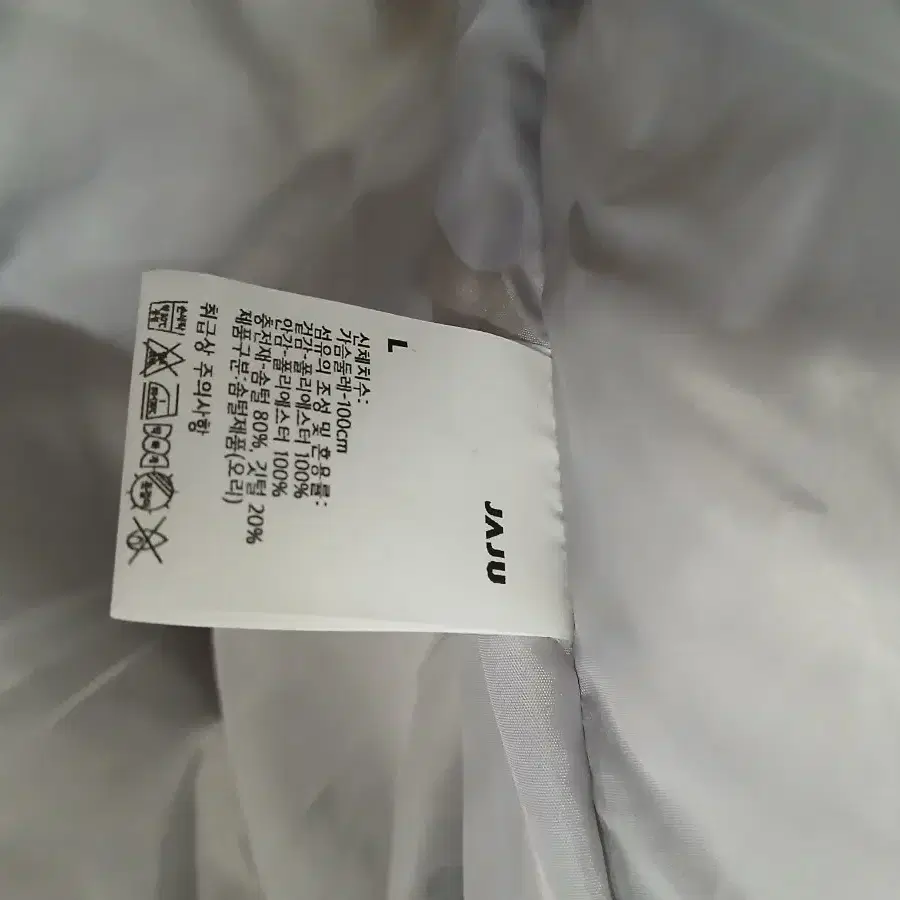 JAJU
L
신체치수:
가슴둘레-100cm
섬유의 조성 및 혼용률:
겉감-폴리에스터 100%
안감-폴리에스터 100%
충전재-솜털 80%, 깃털 20%
제품구분:솜털제품(오리)
취급상 주의사항